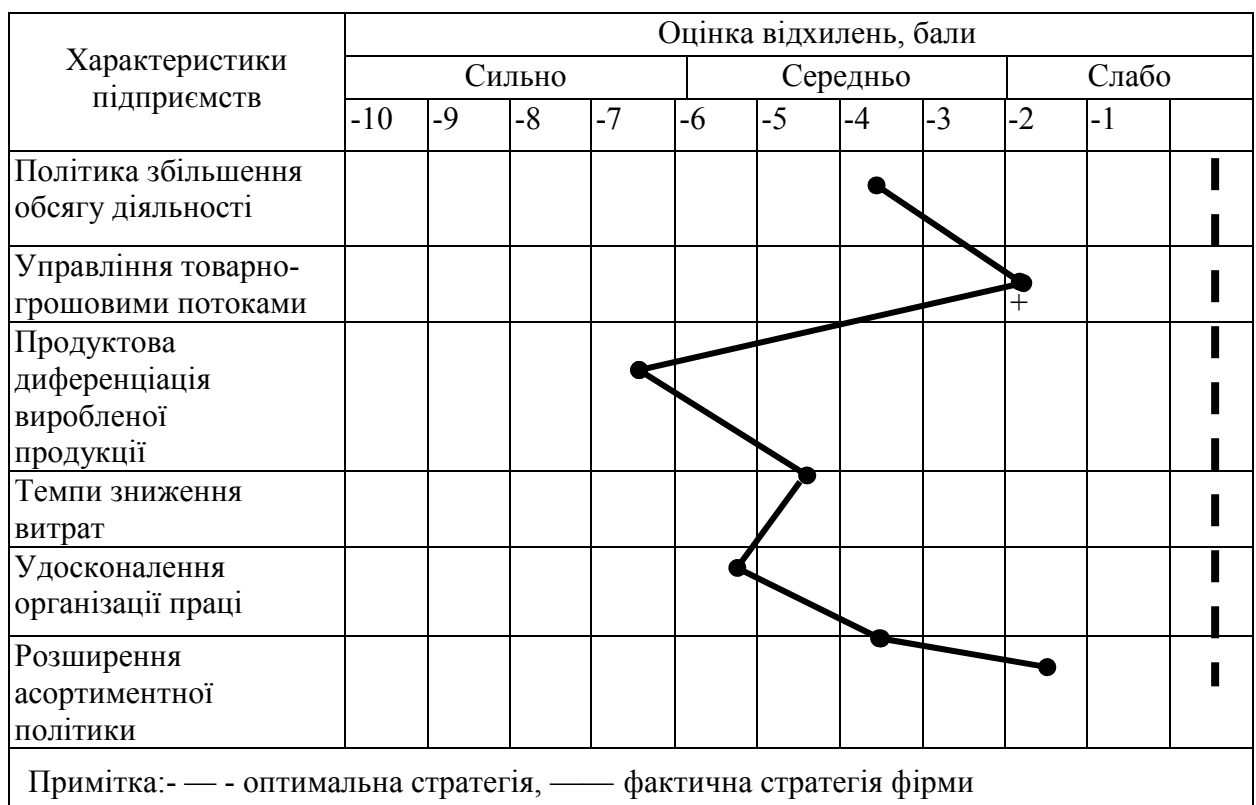 Характеристики
підприємств
Оцінка відхилень, бали
Сильно
Середньо
Слабо
-10 -9 -8 -7 -6 -5 -4 -3 -2 -1
Політика збільшення
обсягу діяльності
Управління товарно-
грошовими потоками
+
Продуктова
диференціація
виробленої
продукції
Темпи зниження
витрат
Удосконалення
організації праці
Розширення
асортиментної
політики
Примітка:- — - оптимальна стратегія, —— фактична стратегія фірми